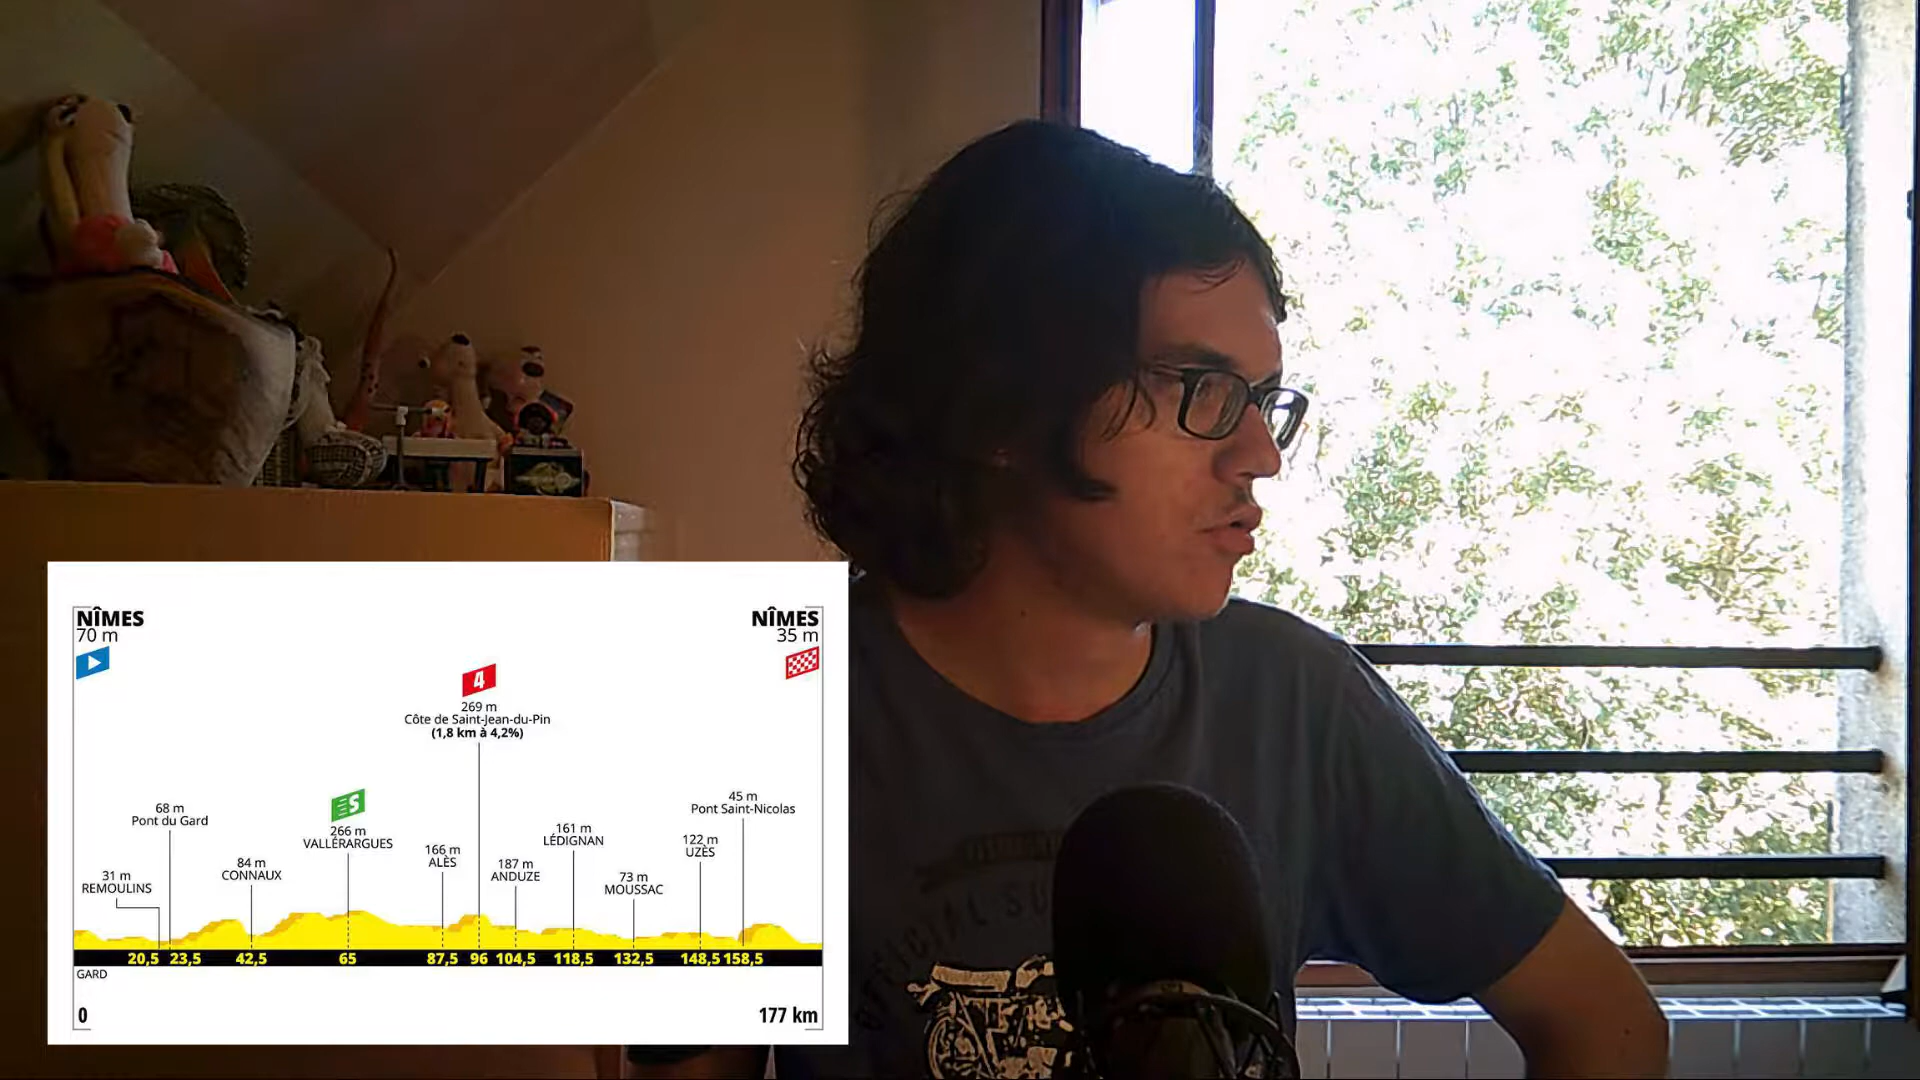 NÎMES
70 m
NÎMES
35 m
4
269 m
Côte de Saint-Jean-du-Pin
(1,8 km à 4,2%)
S
266 m
VALLÉRARGUES
68 m
Pont du Gard
31 m
REMOULINS
84 m
CONNAUX
166 m
ALÈS
187 m
ANDUZE
161 m
LÉDIGNAN
73 m
MOUSSAC
122 m
UZÈS
45 m
Pont Saint-Nicolas
20,5 23,5 42,5 65 87,5 96 104,5 118,5 132,5 148,5 158,5
GARD
0
177 km
OFFICIAL SU